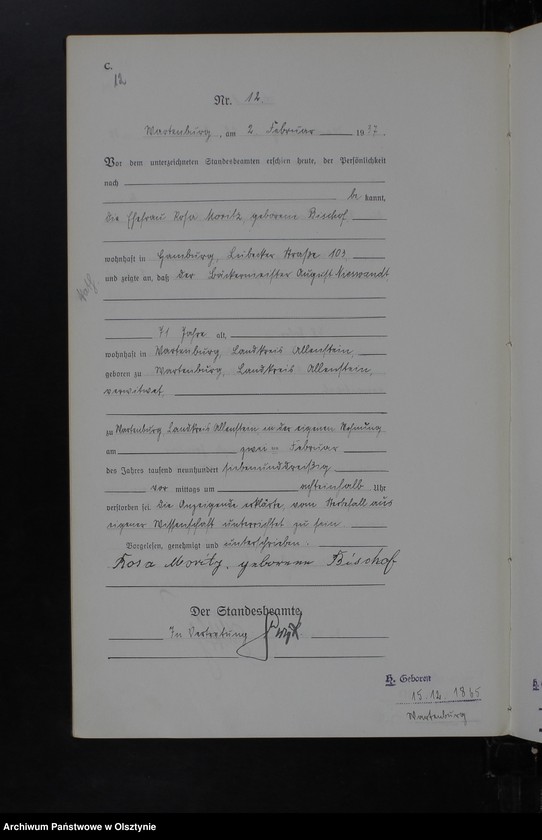 C.
12
Nr. 12
Wartenburg, am 2 Februar 1937.
Vor dem unterzeichneten Standesbeamten erschien heute, der Persönlichkeit
nach
be kannt,
die Ehefrau Rosa Moritz geborene Bischof
wohnhaft in Hamburg, Lübecker Straße 103
und zeigte an, daß der Bäckermeister August
71 Jahre alt,
wohnhaft in Wartenburg, Landkreis Allenstein,
geboren zu Wartenburg, Landkreis Allenstein,
verwitwet
zu Wartenburg, Landkreis Allenstein in der eigenen Wohnung
am zwei ten Februar
des Jahres tausend neunhundert siebenunddreißig
vor mittags um achteinhalb Uhr
verstorben sei. Die Anzeigende erklärte, vom Sterbefall aus
eigener Wissenschaft unterrichtet zu sein.
Vorgelesen, genehmigt und unterschrieben.
Rosa Moritz, geborene Bischof
Der Standesbeamte
In Vertretung
H. Geboren
15.12.1865
Wartenburg
Archiwum Państwowe w Olsztynie